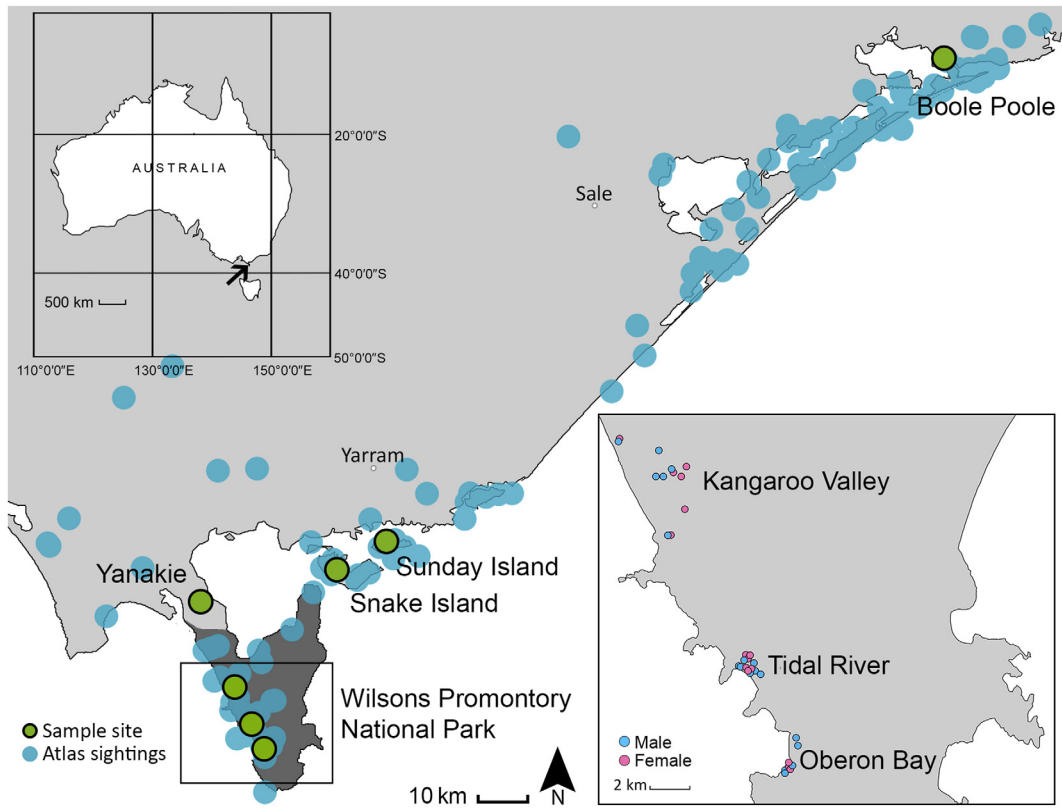 Boole Poole
20°0'0"S
AUSTRALIA
Sale
40°0'0"S
500 km
50°0'0"S
110°0'0"E
130°0'0"E
150°0'0"E
Yarram
Kangaroo Valley
Sunday Island
Yanakie
Snake Island
Tidal River
Wilsons Promontory
National Park
Sample site
Atlas sightings
Male
Female
Oberon Bay
2 km
10 km
N